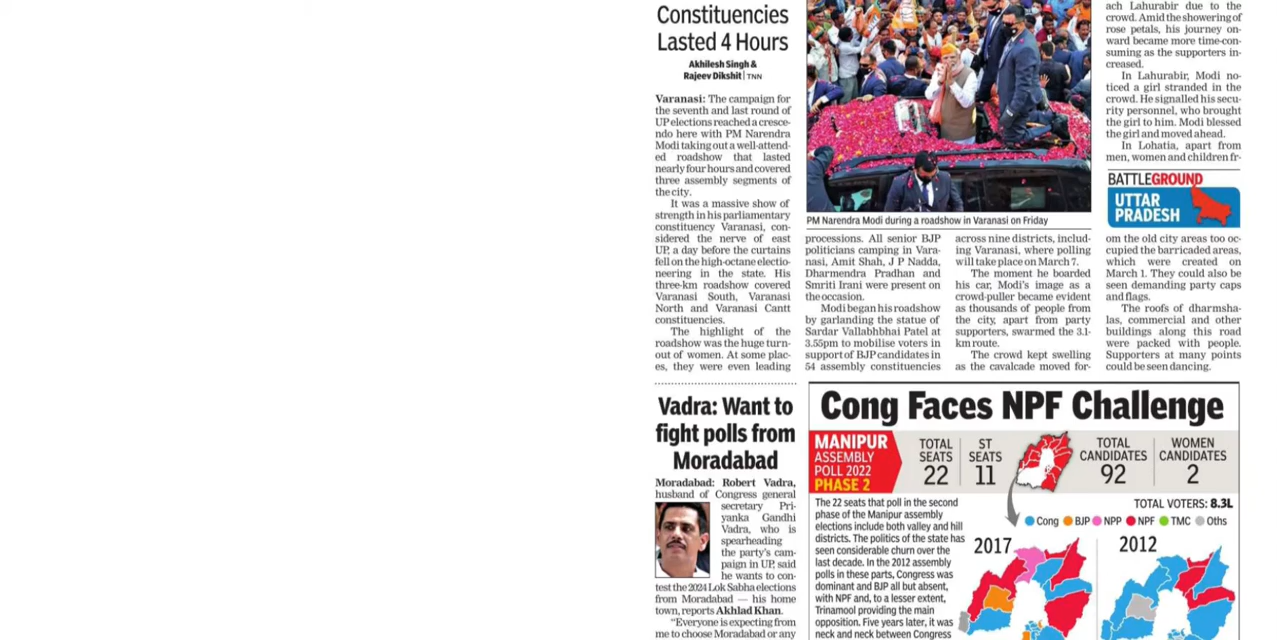 Constituencies
Lasted 4 Hours
Akhilesh Singh &
Rajeev Dikshit | TNN
Varanasi: The campaign for
the seventh and last round of
UP elections reached a cresce-
ndo here with PM Narendra
Modi taking out a well-attend-
ed roadshow that lasted
nearly four hours and covered
three assembly segments of
the city.
It was a massive show of
strength in his parliamentary
constituency Varanasi, con-
sidered the nerve of east
UP, a day before the curtains
fell on the high-octane electio-
neering in the state. His
three-km roadshow covered
Varanasi South, Varanasi
North and Varanasi Cantt
constituencies.
The highlight of the
roadshow was the huge turn-
out of women. At some plac-
es, they were even leading
PM Narendra Modi during a roadshow in Varanasi on Friday
processions. All senior BJP
politicians camping in Vara-
nasi, Amit Shah, J P Nadda,
Dharmendra Pradhan and
Smriti Irani were present on
the occasion.
Modi began his roadshow
by garlanding the statue of
Sardar Vallabhbhai Patel at
3.55pm to mobilise voters in
support of BJP candidates in
54 assembly constituencies
across nine districts, includ-
ing Varanasi, where polling
will take place on March 7.
The moment he boarded
his car, Modi's image as a
crowd-puller became evident
as thousands of people from
the city, apart from party
supporters, swarmed the 3.1-
km route.
The crowd kept swelling
as the cavalcade moved for-
ach Lahurabir due to the
crowd. Amid the showering of
rose petals, his journey on-
ward became more time-con-
suming as the supporters in-
creased.
In Lahurabir, Modi no-
ticed a girl stranded in the
crowd. He signalled his secu-
rity personnel, who brought
the girl to him. Modi blessed
the girl and moved ahead.
In Lohatia, apart from
men, women and children fr-
BATTLEGROUND
UTTAR
PRADESH
om the old city areas too oc-
cupied the barricaded areas,
which were created on
March 1. They could also be
seen demanding party caps
and flags.
The roofs of dharmsha-
las, commercial and other
buildings along this road
were packed with people.
Supporters at many points
could be seen dancing.
Vadra: Want to
fight polls from
Moradabad
Moradabad: Robert Vadra,
husband of Congress general
secretary Pri-
yanka Gandhi
Vadra, who is
spearheading
the party's cam-
paign in UP, said
he wants to con-
test the 2024 Lok Sabha elections
from Moradabad — his home
town, reports Akhlad Khan.
"Everyone is expecting from
me to choose Moradabad or any
Cong Faces NPF Challenge
MANIPUR
ASSEMBLY
POLL 2022
PHASE 2
TOTAL
SEATS
22
ST
SEATS
11
TOTAL
CANDIDATES
92
WOMEN
CANDIDATES
2
TOTAL VOTERS: 8.3L
Cong BJP NPP NPF TMC Oths
The 22 seats that poll in the second
phase of the Manipur assembly
elections include both valley and hill
districts. The politics of the state has
seen considerable churn over the
last decade. In the 2012 assembly
polls in these parts, Congress was
dominant and BJP all but absent,
with NPF and, to a lesser extent,
Trinamool providing the main
opposition. Five years later, it was
neck and neck between Congress
2017
2012